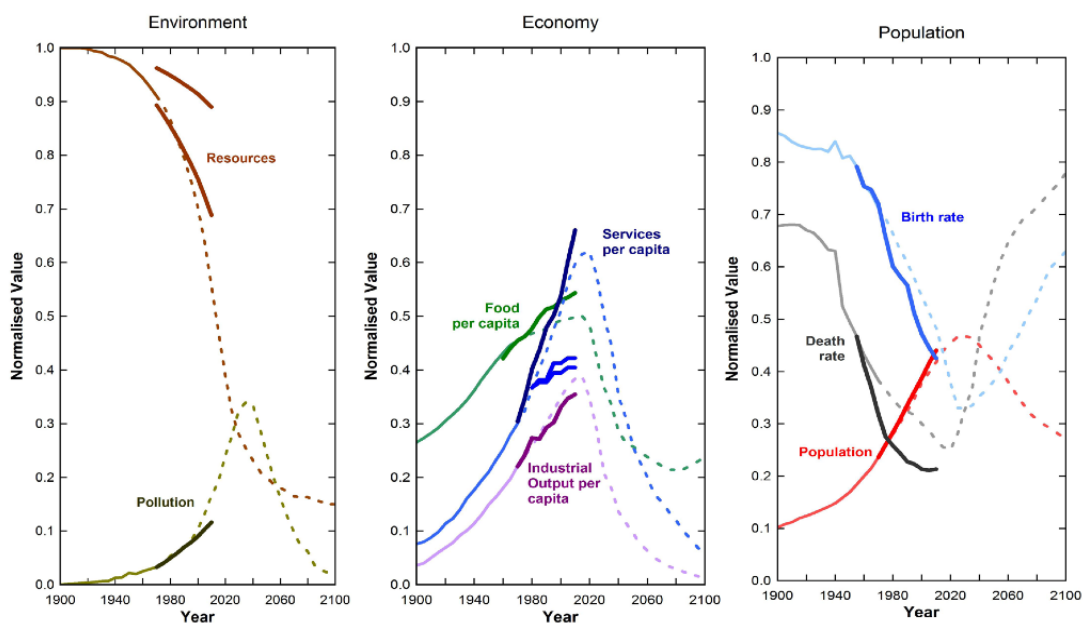 Environment
Normalised Value
1.0
0.9
0.8
0.7
0.6
0.5
0.4
0.3
0.2
0.1
0.0
Resources
Pollution
1900 1940 1980 2020 2060 2100
Year
Economy
Normalised Value
1.0
0.9
0.8
0.7
0.6
0.5
0.4
0.3
0.2
0.1
0.0
Services
per capita
Food
per capita
Industrial
Output per
capita
1900 1940 1980 2020 2060 2100
Year
Population
Normalised Value
1.0
0.9
0.8
0.7
0.6
0.5
0.4
0.3
0.2
0.1
0.0
Birth rate
Death
rate
Population
1900 1940 1980 2020 2060 2100
Year